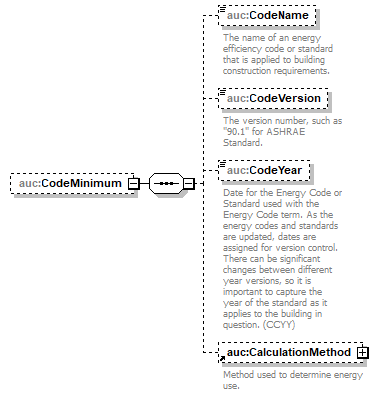 auc:CodeName
The name of an energy
efficiency code or standard
that is applied to building
construction requirements.
auc:CodeVersion
The version number, such as
"90.1" for ASHRAE
Standard.
auc:CodeMinimum
auc:CodeYear
Date for the Energy Code or
Standard used with the
Energy Code term. As the
energy codes and standards
are updated, dates are
assigned for version control.
There can be significant
changes between different
year versions, so it is
important to capture the
year of the standard as it
applies to the building in
question. (CCYY)
auc:CalculationMethod
Method used to determine energy
use.